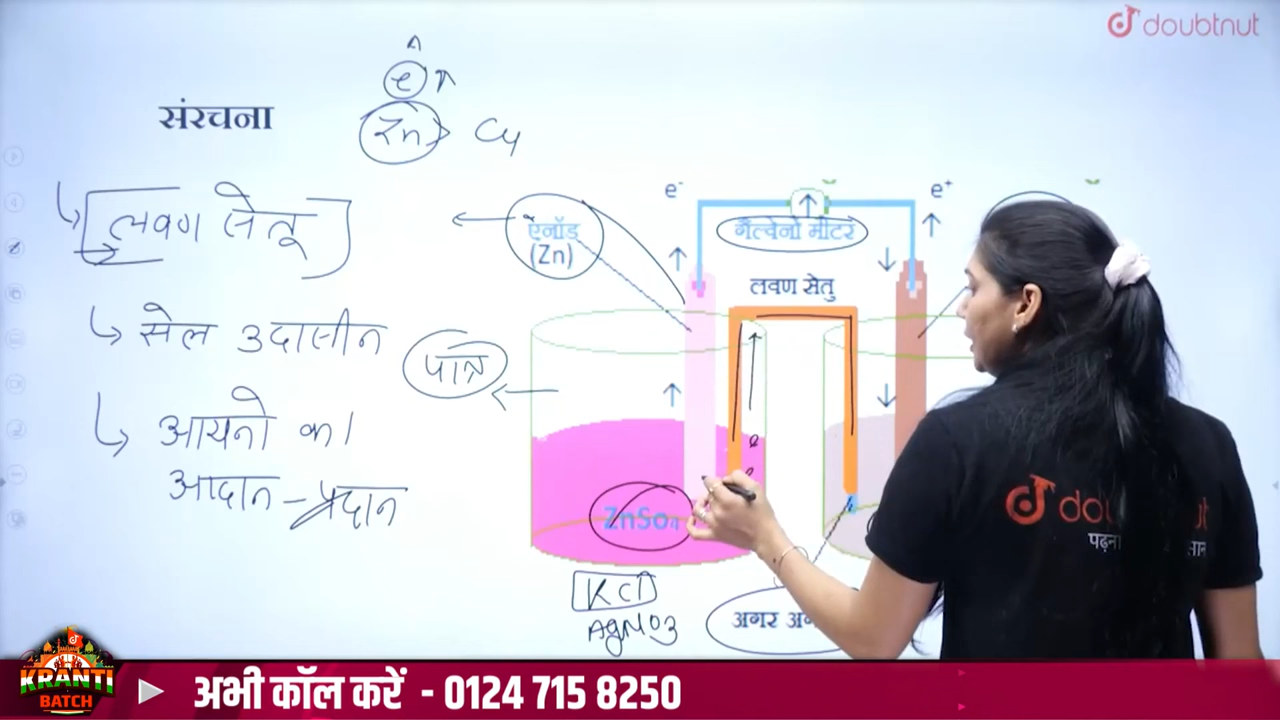 doubtnut
e
संरचना
Zn Cu
लवण सेतू
सेल उदासीन
आयनो का
आदान-प्रदान
पात्र
ऐनॉड
(Zn)
e-
e+
गैल्वेनो मीटर
लवण सेतु
ZnSo4
KCl
AgNO3
अगर
doubtnut
पढ़ना
KRANTI
BATCH
अभी कॉल करें - 0124 715 8250